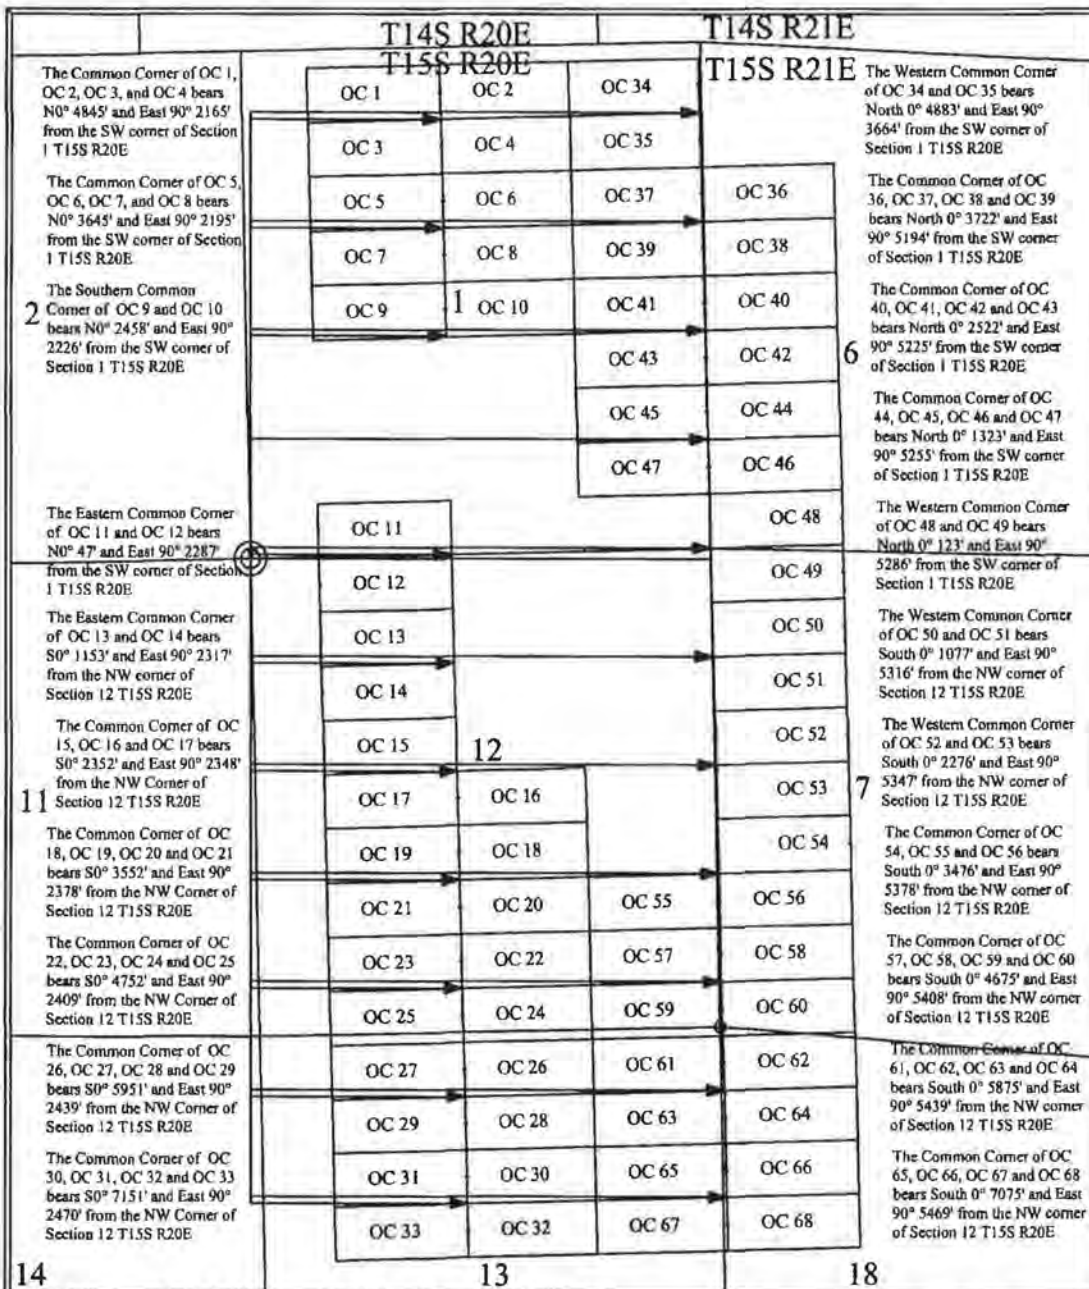 T14S R20E
T14S R21E
T15S R20E
T15S R21E
The Common Corner of OC 1,
OC 2, OC 3, and OC 4 bears
N0° 4845' and East 90° 2165'
from the SW corner of Section
1 T15S R20E
The Common Corner of OC 5,
OC 6, OC 7, and OC 8 bears
N0° 3645' and East 90° 2195'
from the SW corner of Section
1 T15S R20E
The Southern Common
Corner of OC 9 and OC 10
bears N0° 2458' and East 90°
2226' from the SW corner of
Section 1 T15S R20E
2
The Eastern Common Corner
of OC 11 and OC 12 bears
N0° 47' and East 90° 2287'
from the SW corner of Section
1 T15S R20E
The Eastern Common Corner
of OC 13 and OC 14 bears
S0° 1153' and East 90° 2317'
from the NW corner of
Section 12 T15S R20E
The Common Corner of OC
15, OC 16 and OC 17 bears
S0° 2352' and East 90° 2348'
from the NW Corner of
Section 12 T15S R20E
11
The Common Corner of OC
18, OC 19, OC 20 and OC 21
bears S0° 3552' and East 90°
2378' from the NW Corner of
Section 12 T15S R20E
The Common Corner of OC
22, OC 23, OC 24 and OC 25
bears S0° 4752' and East 90°
2409' from the NW Corner of
Section 12 T15S R20E
The Common Corner of OC
26, OC 27, OC 28 and OC 29
bears S0° 5951' and East 90°
2439' from the NW Corner of
Section 12 T15S R20E
The Common Corner of OC
30, OC 31, OC 32 and OC 33
bears S0° 7151' and East 90°
2470' from the NW Corner of
Section 12 T15S R20E
14
OC 1 OC 2 OC 34
OC 3 OC 4 OC 35
OC 5 OC 6 OC 37 OC 36
OC 7 OC 8 OC 39 OC 38
OC 9 1 OC 10 OC 41 OC 40
OC 43 OC 42 6
OC 45 OC 44
OC 47 OC 46
OC 11 OC 48
OC 12 OC 49
OC 13 OC 50
OC 14 OC 51
OC 15 12 OC 52
OC 17 OC 16 OC 53 7
OC 19 OC 18 OC 54
OC 21 OC 20 OC 55 OC 56
OC 23 OC 22 OC 57 OC 58
OC 25 OC 24 OC 59 OC 60
OC 27 OC 26 OC 61 OC 62
OC 29 OC 28 OC 63 OC 64
OC 31 OC 30 OC 65 OC 66
OC 33 OC 32 OC 67 OC 68
13
18
The Western Common Corner
of OC 34 and OC 35 bears
North 0° 4883' and East 90°
3664' from the SW corner of
Section 1 T15S R20E
The Common Corner of OC
36, OC 37, OC 38 and OC 39
bears North 0° 3722' and East
90° 5194' from the SW corner
of Section 1 T15S R20E
The Common Corner of OC
40, OC 41, OC 42 and OC 43
bears North 0° 2522' and East
90° 5225' from the SW corner
of Section 1 T15S R20E
The Common Corner of OC
44, OC 45, OC 46 and OC 47
bears North 0° 1323' and East
90° 5255' from the SW corner
of Section 1 T15S R20E
The Western Common Corner
of OC 48 and OC 49 bears
North 0° 123' and East 90°
5286' from the SW corner of
Section 1 T15S R20E
The Western Common Corner
of OC 50 and OC 51 bears
South 0° 1077' and East 90°
5316' from the NW corner of
Section 12 T15S R20E
The Western Common Corner
of OC 52 and OC 53 bears
South 0° 2276' and East 90°
5347' from the NW corner of
Section 12 T15S R20E
The Common Corner of OC
54, OC 55 and OC 56 bears
South 0° 3476' and East 90°
5378' from the NW corner of
Section 12 T15S R20E
The Common Corner of OC
57, OC 58, OC 59 and OC 60
bears South 0° 4675' and East
90° 5408' from the NW corner
of Section 12 T15S R20E
The Common Corner of OC
61, OC 62, OC 63 and OC 64
bears South 0° 5875' and East
90° 5439' from the NW corner
of Section 12 T15S R20E
The Common Corner of OC
65, OC 66, OC 67 and OC 68
bears South 0° 7075' and East
90° 5469' from the NW corner
of Section 12 T15S R20E